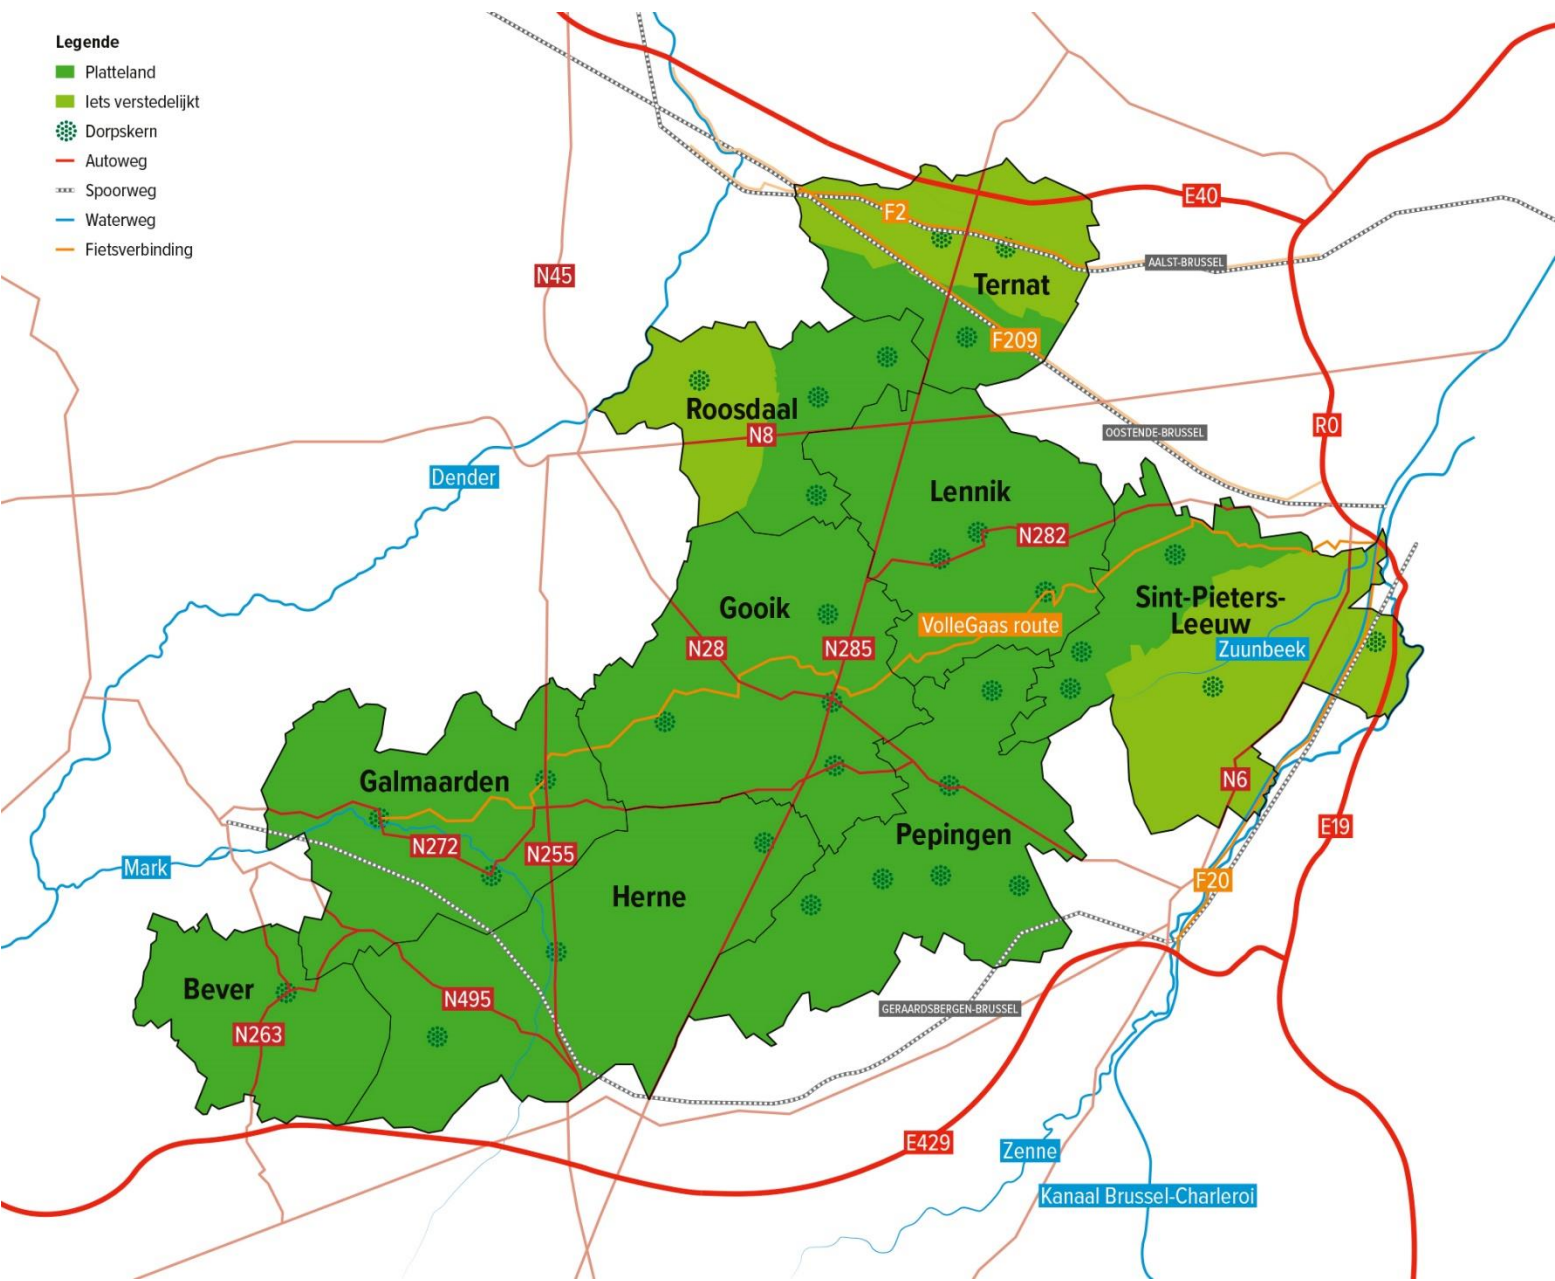 Legende
Platteland
Iets verstedelijkt
Dorpskern
Autoweg
Spoorweg
Waterweg
Fietsverbinding
E40
F2
AALST-BRUSSEL
N45
Ternat
F209
Roosdaal
N8
R0
OOSTENDE-BRUSSEL
Dender
Lennik
N282
Sint-Pieters-
Leeuw
Gooik
VolleGaas route
N28
N285
Zuunbeek
Galmaarden
N6
Pepingen
E19
N272
N255
Mark
F20
Herne
Bever
N495
GERAARDSBERGEN-BRUSSEL
N263
E429
Zenne
Kanaal Brussel-Charleroi